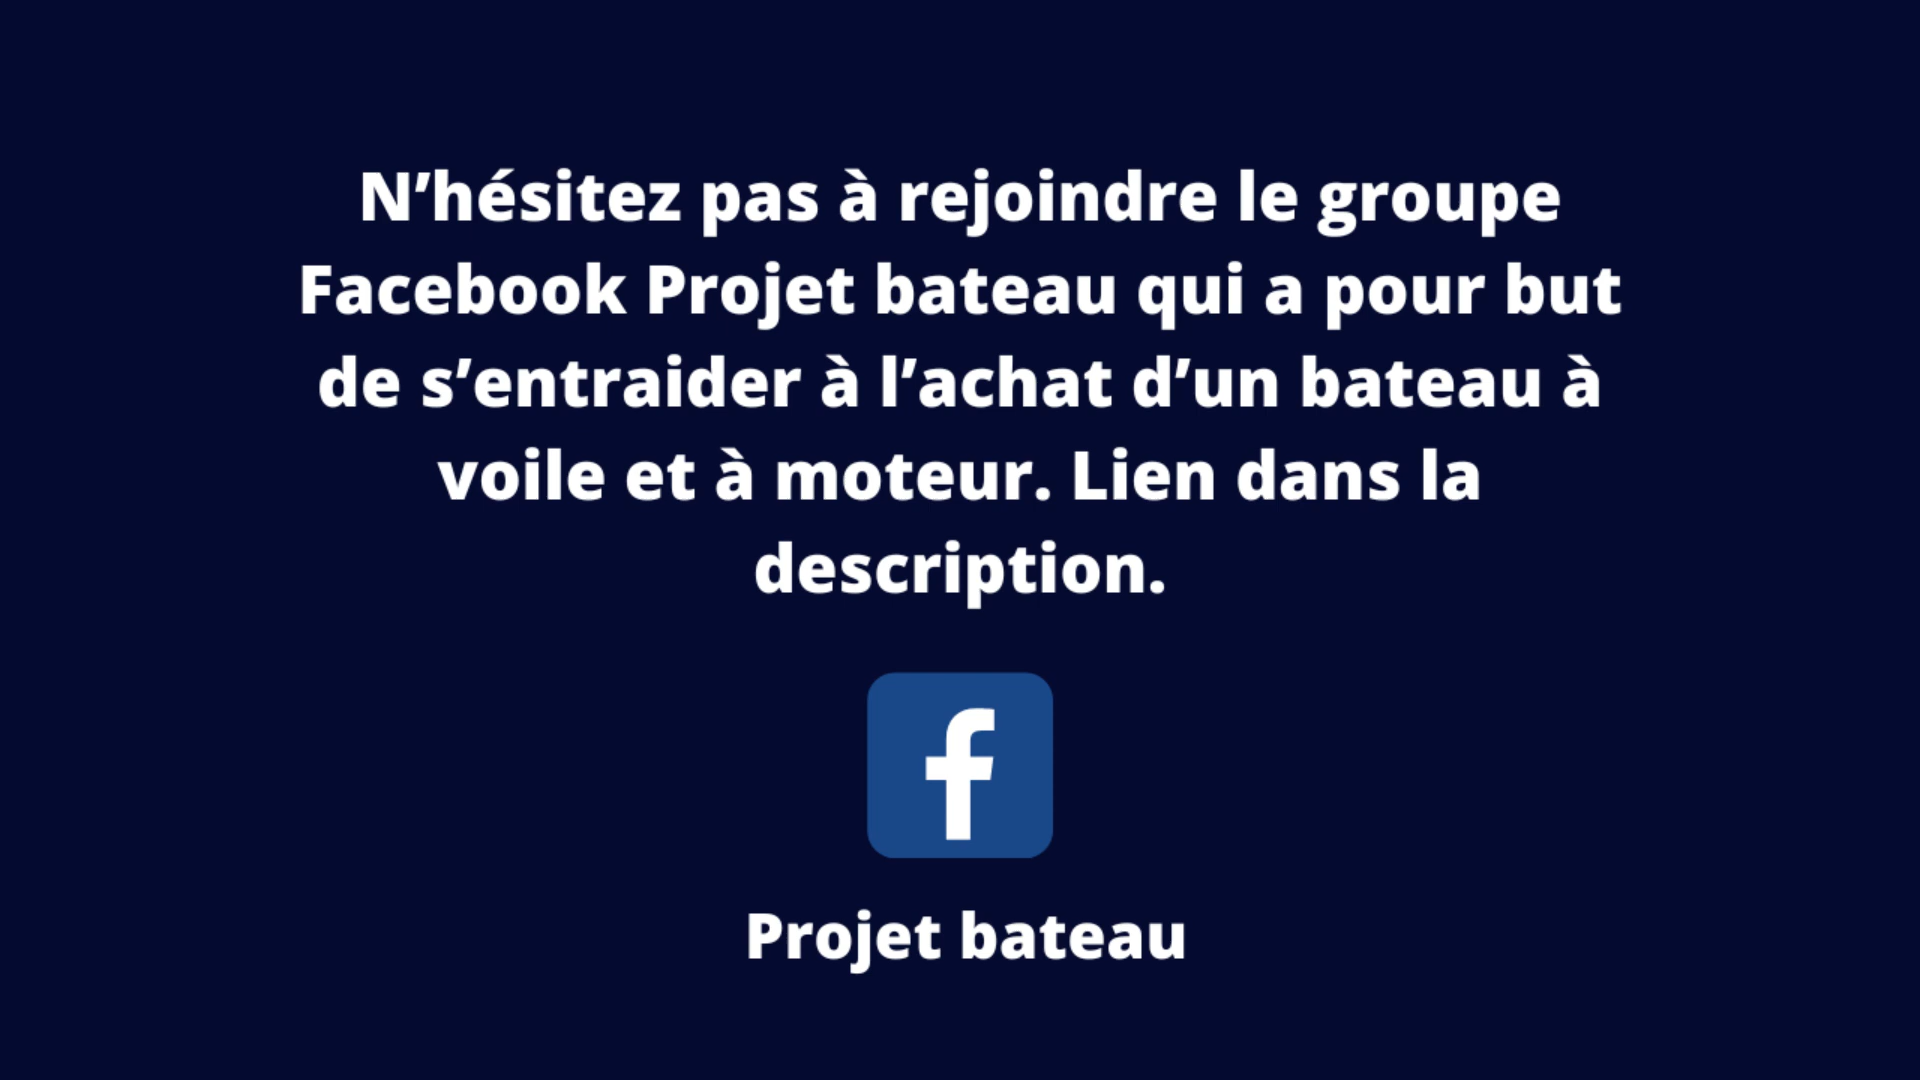 N’hésitez pas à rejoindre le groupe
Facebook Projet bateau qui a pour but
de s’entraider à l’achat d’un bateau à
voile et à moteur. Lien dans la
description.
f
Projet bateau